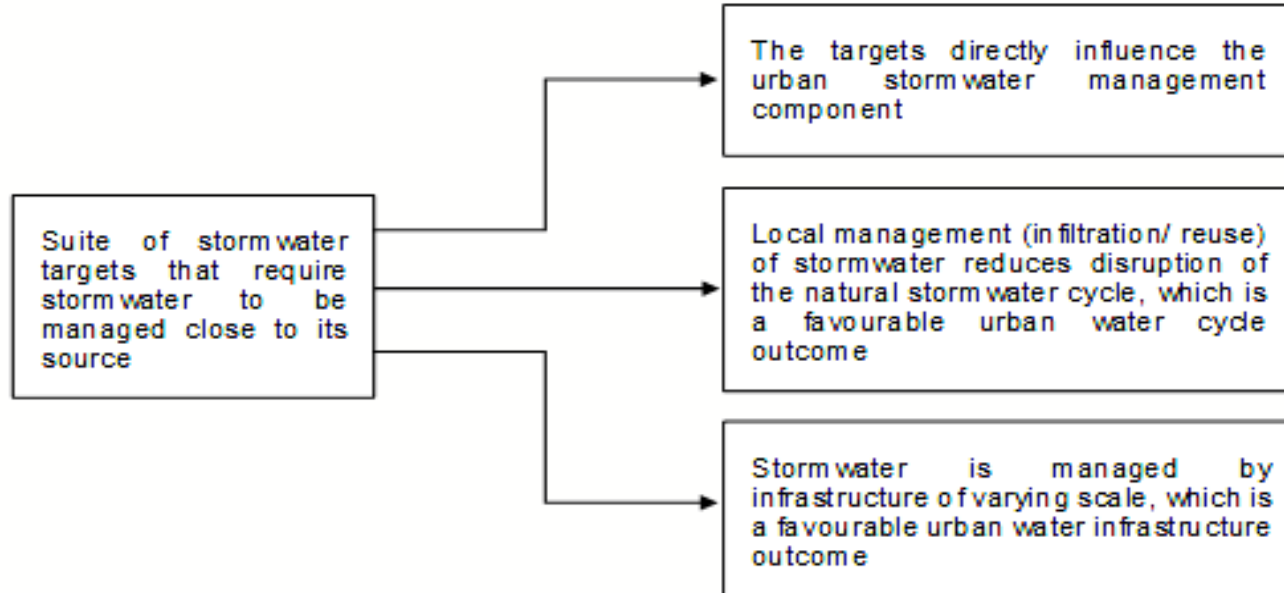 The targets directly influence the
urban stormwater management
component
Suite of stormwater
targets that require
stormwater to be
managed close to its
source
Local management (infiltration/ reuse)
of stormwater reduces disruption of
the natural stormwater cycle, which is
a favourable urban water cycle
outcome
Stormwater is managed by
infrastructure of varying scale, which is
a favourable urban water infrastructure
outcome